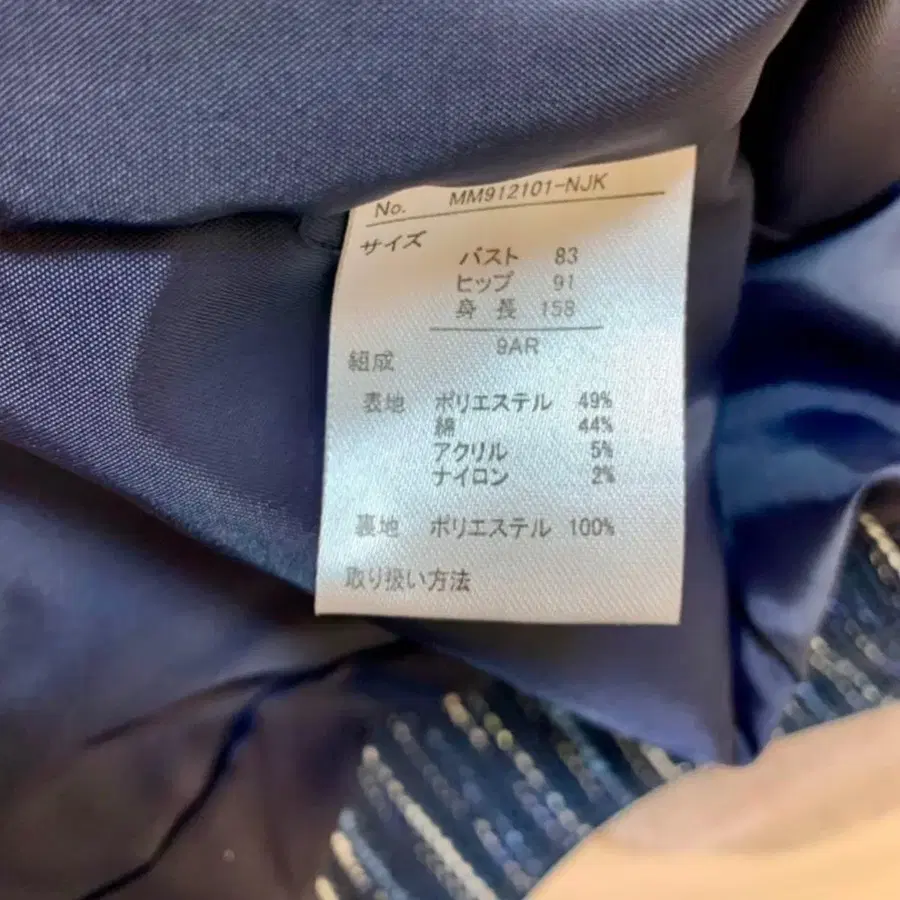 No. MM912101-NJK
サイズ
バスト 83
ヒップ 91
身長 158
9AR
組成
表地 ポリエステル 49%
綿 44%
アクリル 5%
ナイロン 2%
裏地 ポリエステル 100%
取り扱い方法